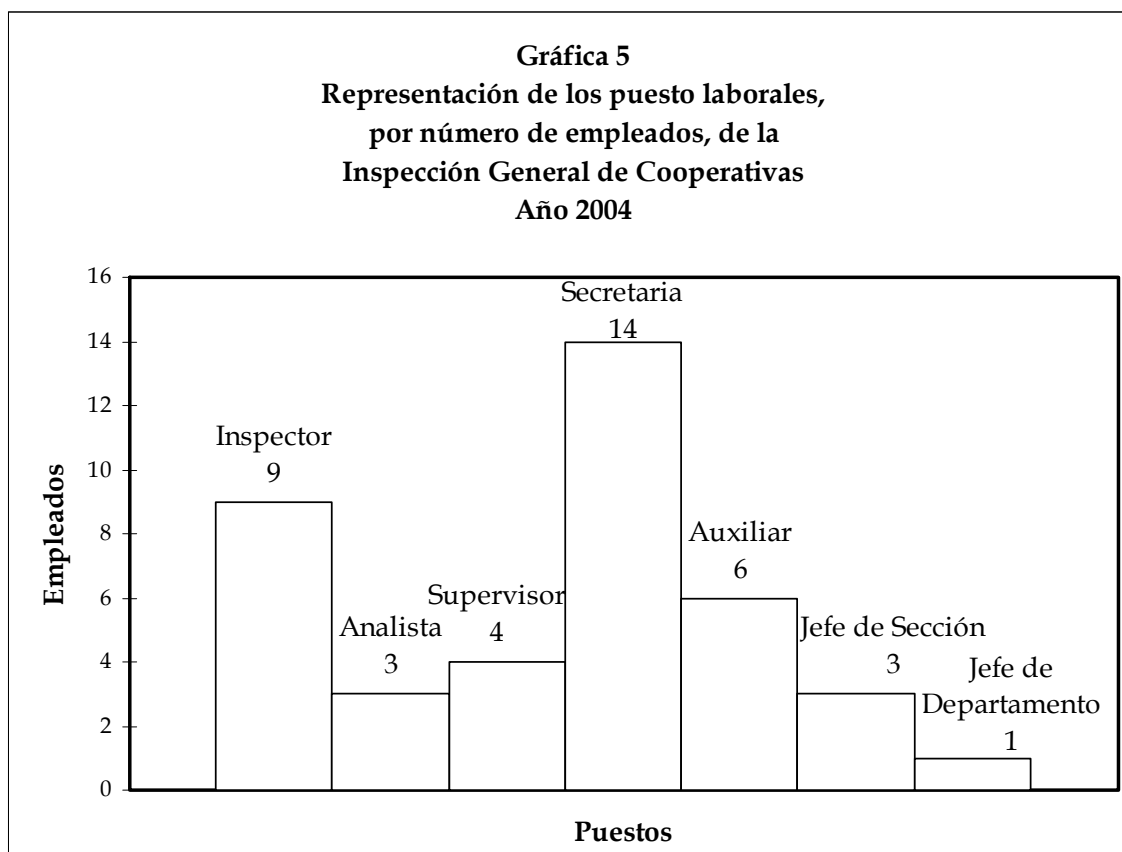 Gráfica 5
Representación de los puesto laborales,
por número de empleados, de la
Inspección General de Cooperativas
Año 2004
16
14
12
10
8
6
4
2
0
Empleados
Inspector
9
Analista
3
Supervisor
4
Secretaria
14
Auxiliar
6
Jefe de Sección
3
Jefe de
Departamento
1
Puestos